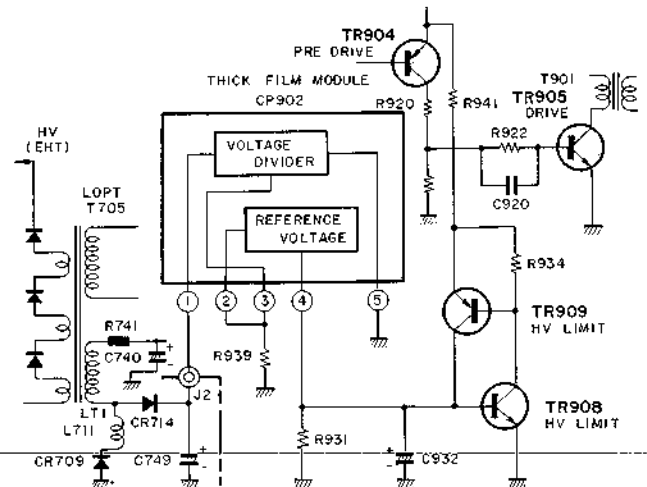 TR904
PRE DRIVE
THICK FILM MODULE
CP902
T901
TR905
DRIVE
R920
R941
R922
C920
HV
(EHT)
VOLTAGE
DIVIDER
LOPT
T705
REFERENCE
VOLTAGE
R934
1
2
3
4
5
TR909
HV LIMIT
R741
+
C740
-
R939
J2
TR908
HV LIMIT
LT1
L711
CR714
R931
CR709
C749
+
-
+
-
C932